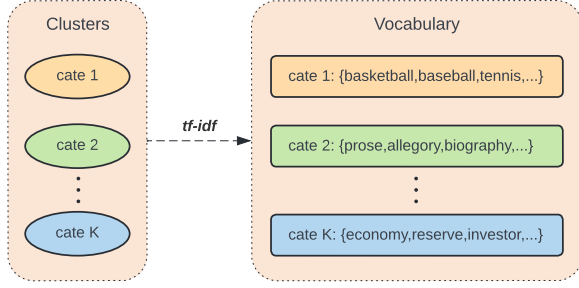 Clusters
cate 1
cate 2
cate K
tf-idf
Vocabulary
cate 1: {basketball,baseball,tennis,...}
cate 2: {prose,allegory,biography,...}
cate K: {economy,reserve,investor,...}